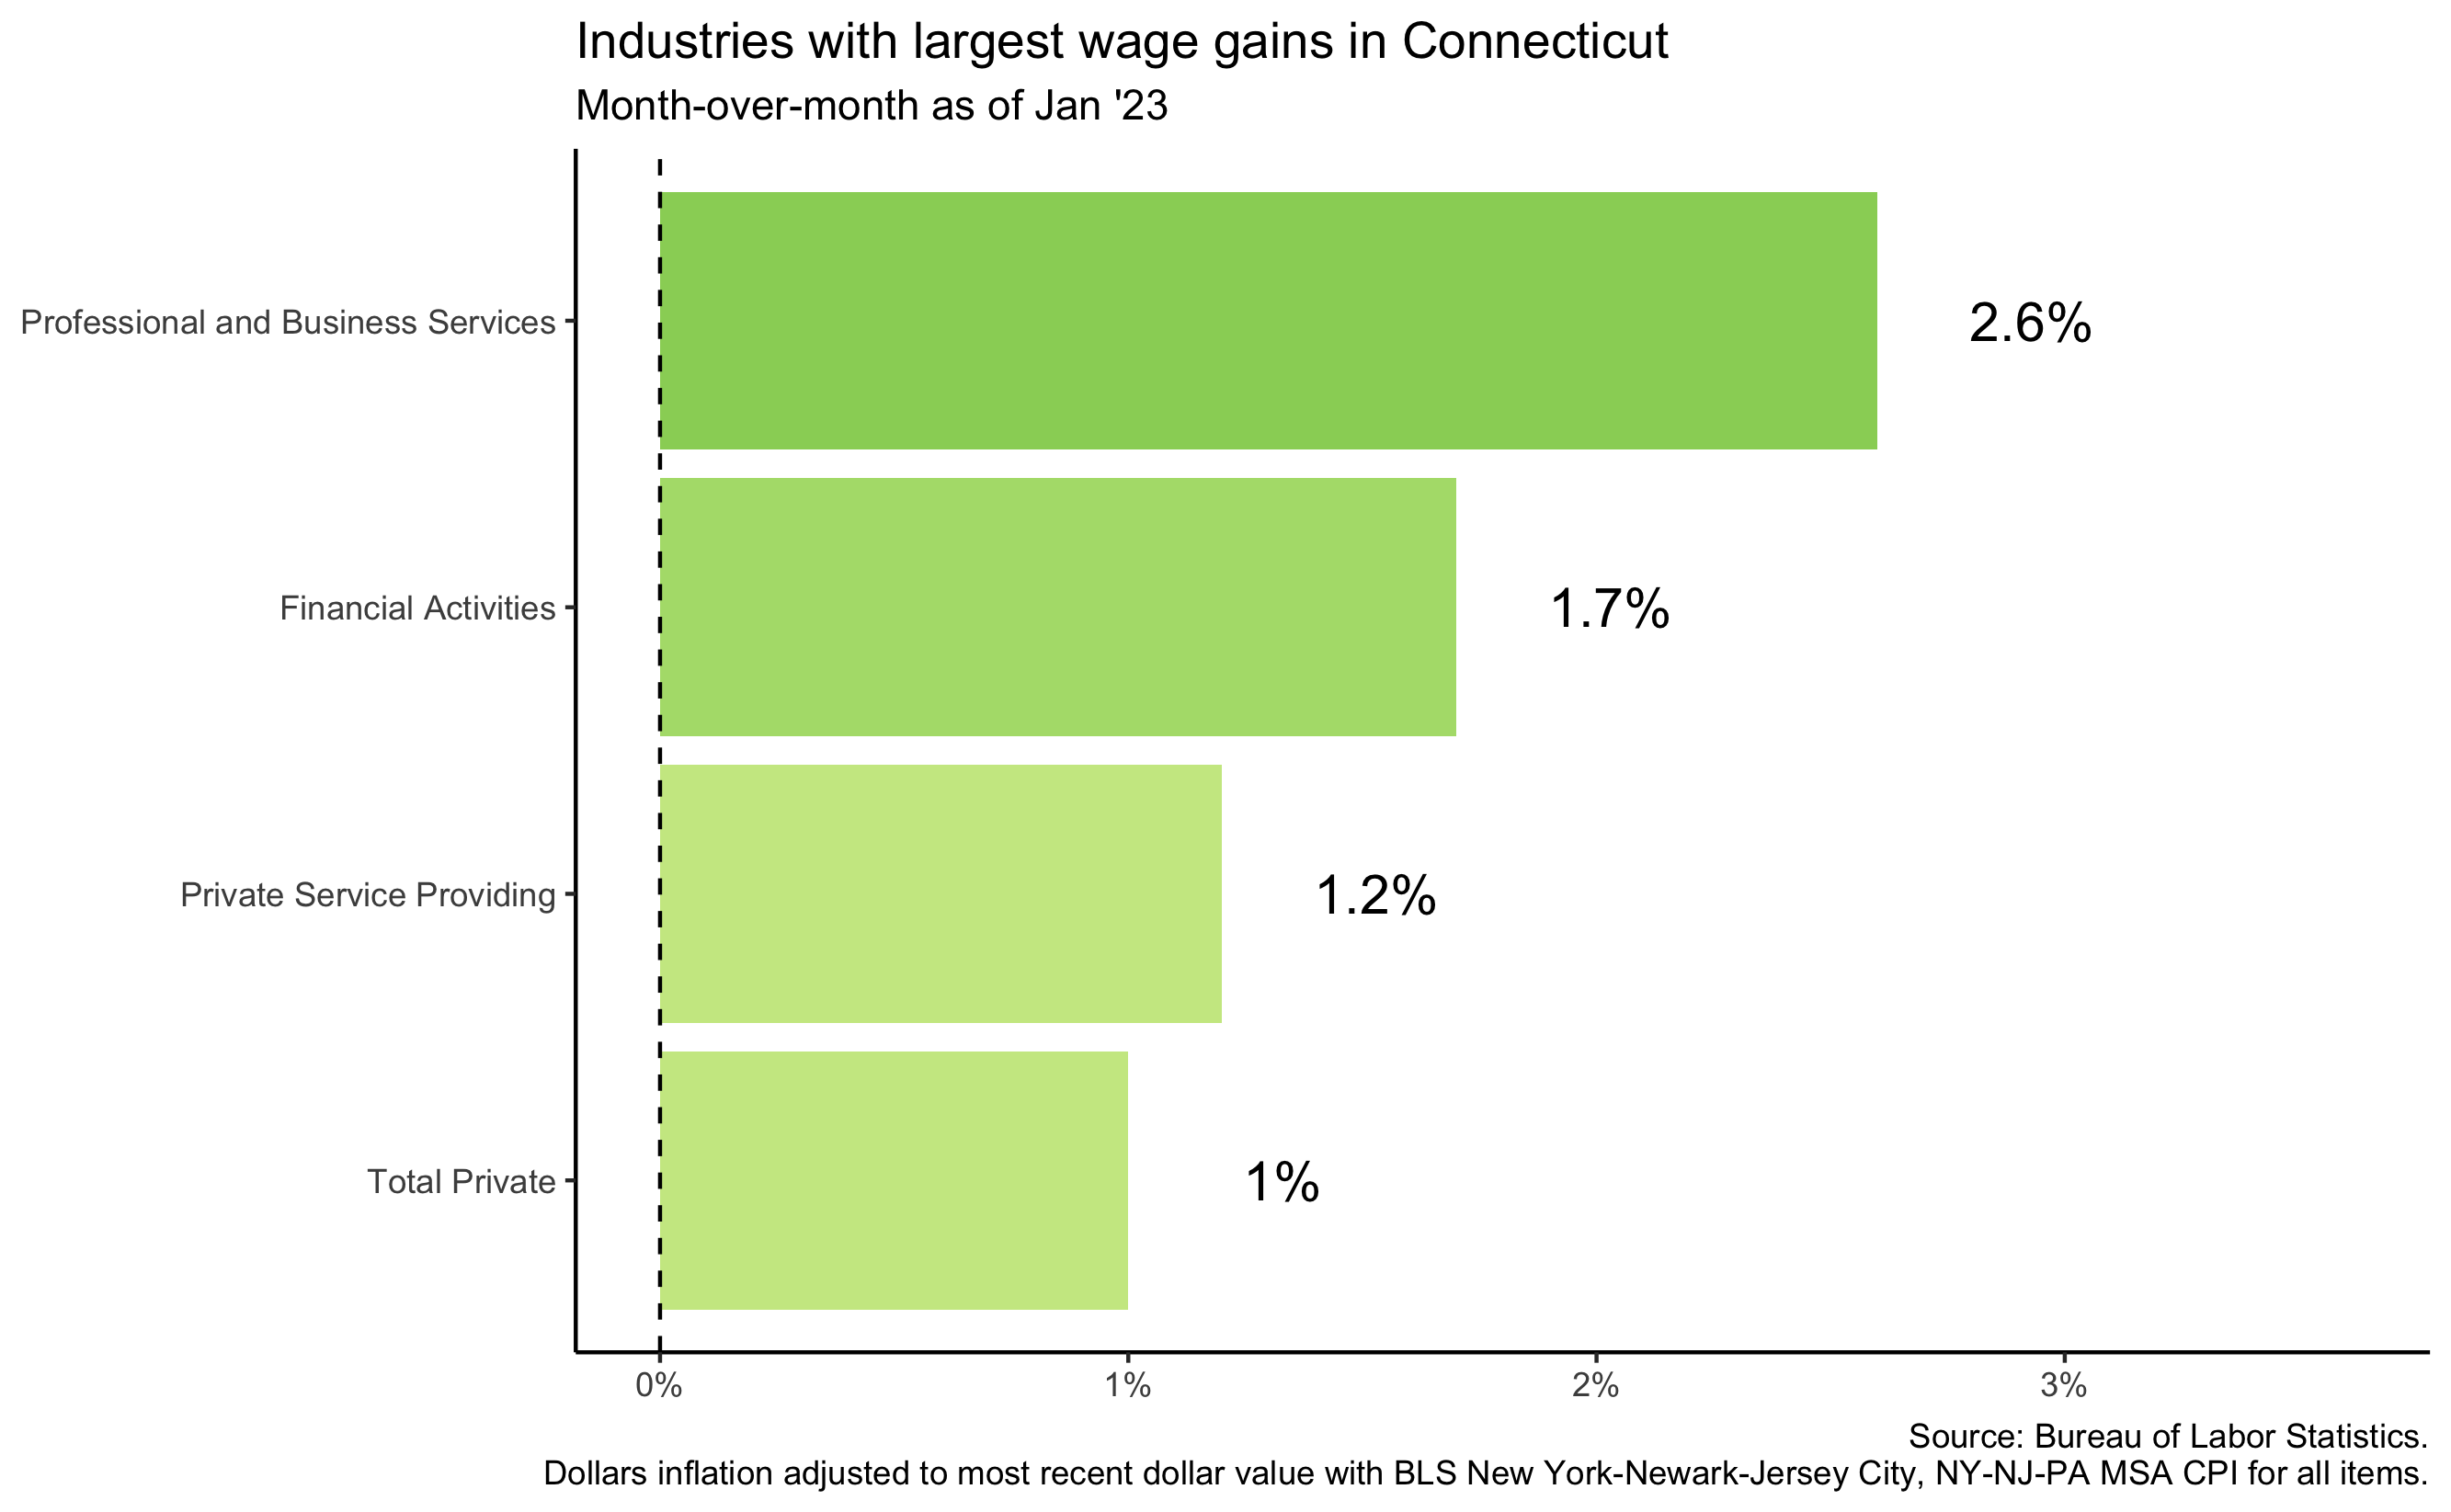 Industries with largest wage gains in Connecticut
Month-over-month as of Jan '23
Professional and Business Services
2.6%
Financial Activities
1.7%
Private Service Providing
1.2%
Total Private
1%
0%
1%
2%
3%
Source: Bureau of Labor Statistics.
Dollars inflation adjusted to most recent dollar value with BLS New York-Newark-Jersey City, NY-NJ-PA MSA CPI for all items.